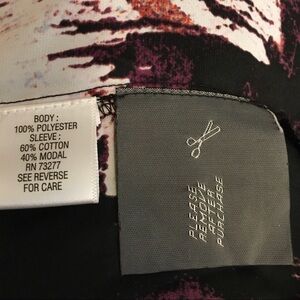 BODY :
100% POLYESTER
SLEEVE :
60% COTTON
40% MODAL
RN 73277
SEE REVERSE
FOR CARE
PLEASE
REMOVE
AFTER
PURCHASE